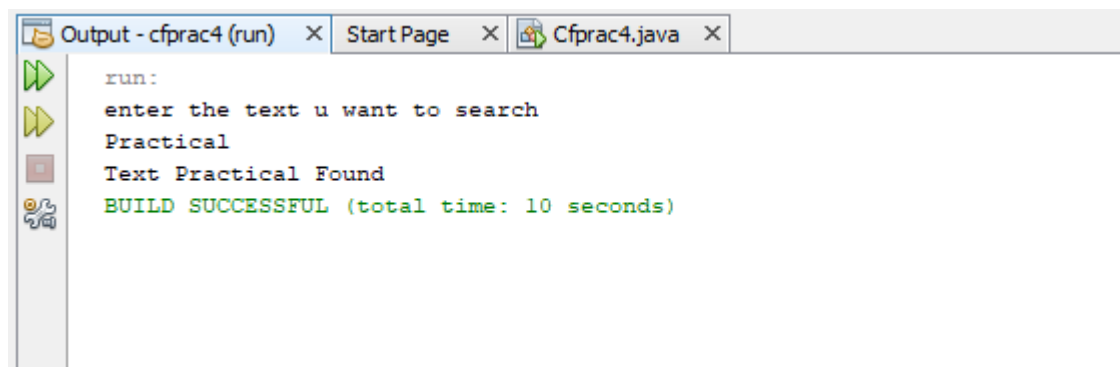 Output - cfprac4 (run) Start Page Cfprac4.java
run:
enter the text u want to search
Practical
Text Practical Found
BUILD SUCCESSFUL (total time: 10 seconds)